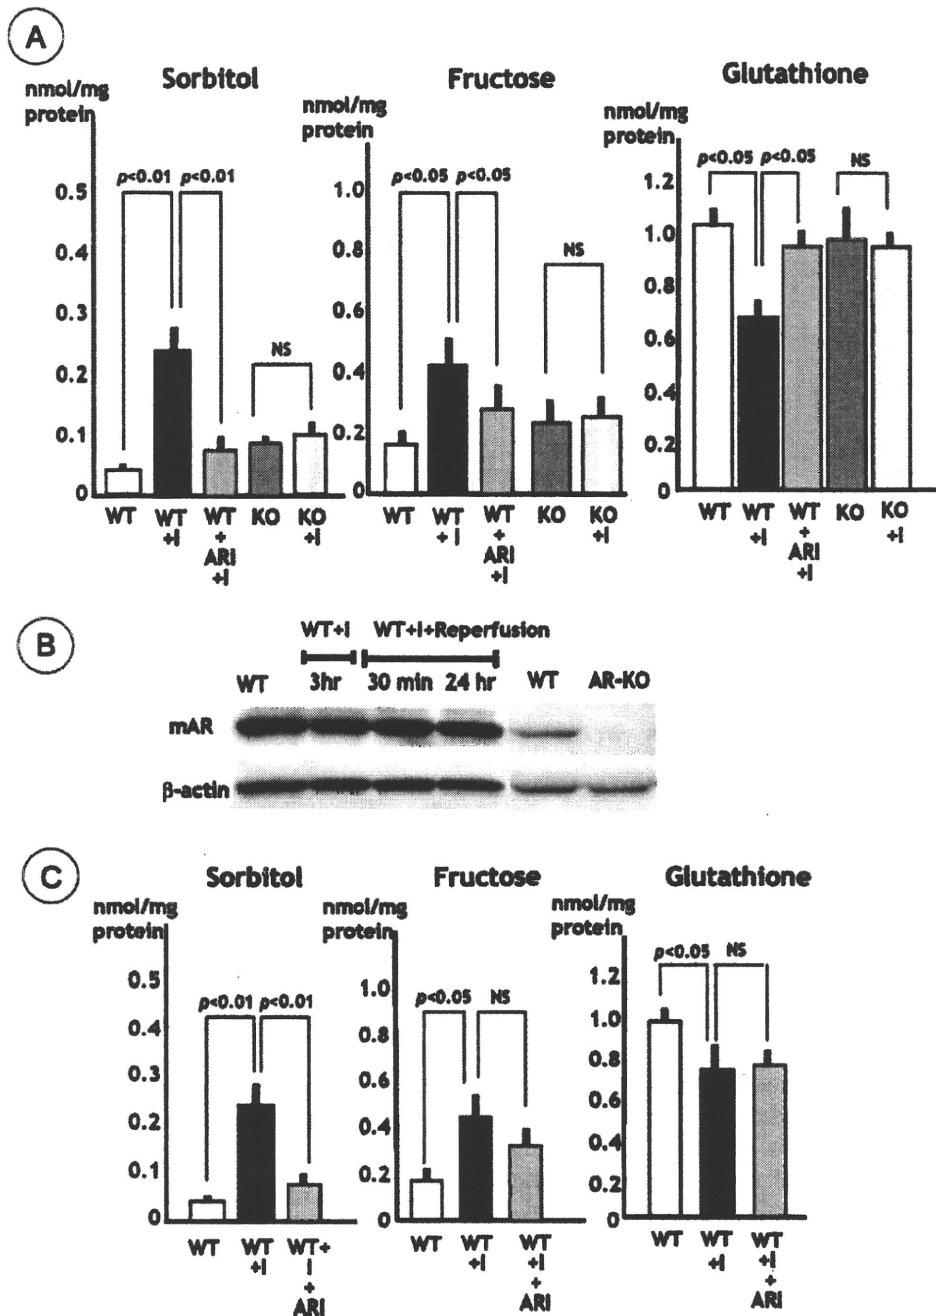 A
Sorbitol
nmol/mg
protein
0.5
0.4
0.3
0.2
0.1
0
p<0.01 p<0.01
NS
WT
WT
+I
WT
+
ARI
+I
KO
KO
+I
Fructose
nmol/mg
protein
1.0
0.8
0.6
0.4
0.2
0
p<0.05 p<0.05
NS
WT
WT
+I
WT
+
ARI
+I
KO
KO
+I
Glutathione
nmol/mg
protein
1.2
1.0
0.8
0.6
0.4
0.2
0
p<0.05 p<0.05
NS
WT
WT
+I
WT
+
ARI
+I
KO
KO
+I
B
WT+I WT+I+Reperfusion
WT 3hr 30 min 24 hr WT AR-KO
mAR
β-actin
C
Sorbitol
nmol/mg
protein
0.5
0.4
0.3
0.2
0.1
0
p<0.01 p<0.01
WT
WT
+I
WT+
I
+
ARI
Fructose
nmol/mg
protein
1.0
0.8
0.6
0.4
0.2
0
p<0.05 NS
WT
WT
+I
WT
+I
+
ARI
Glutathione
nmol/mg
protein
1.2
1.0
0.8
0.6
0.4
0.2
0
p<0.05 NS
WT
WT
+I
WT
+I
+
ARI